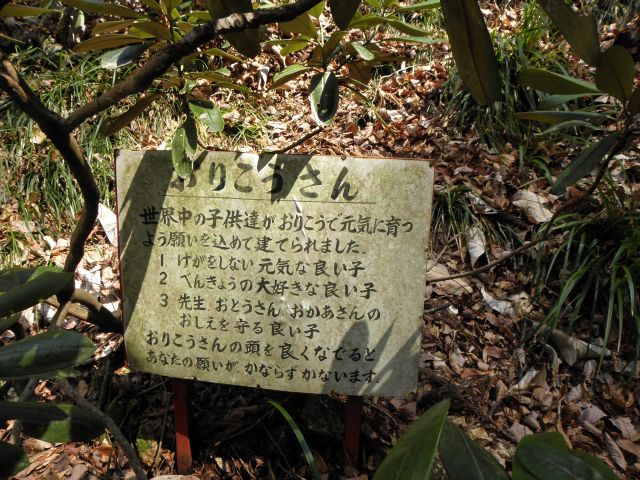 おりこうさん
世界中の子供達がおりこうで元気に育つ
よう願いを込めて建てられました
1 けがをしない 元気な良い子
2 べんきょうの大好きな良い子
3 先生、おとうさん、おかあさんの
おしえを守る良い子
おりこうさんの頭を良くなでると
あなたの願いが、かならずかないます